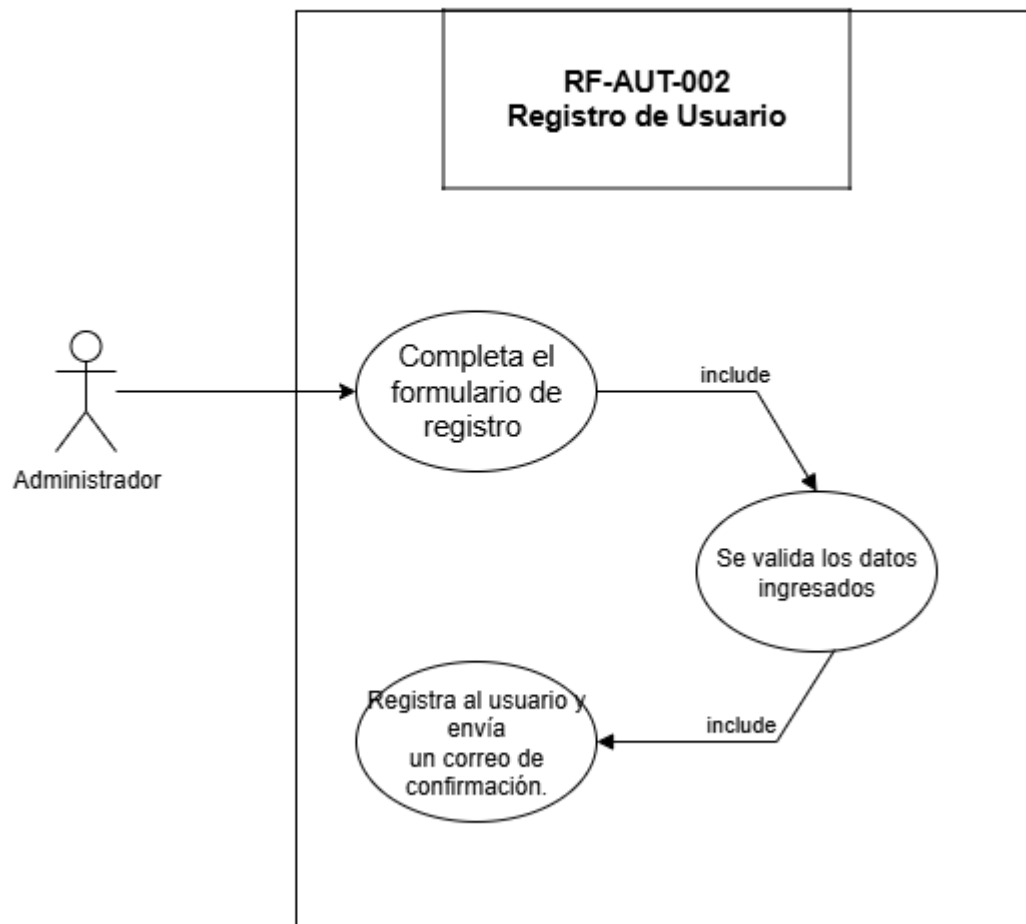 RF-AUT-002
Registro de Usuario
Completa el
formulario de
registro
include
Administrador
Se valida los datos
ingresados
Registra al usuario y
envía
un correo de
confirmación.
include